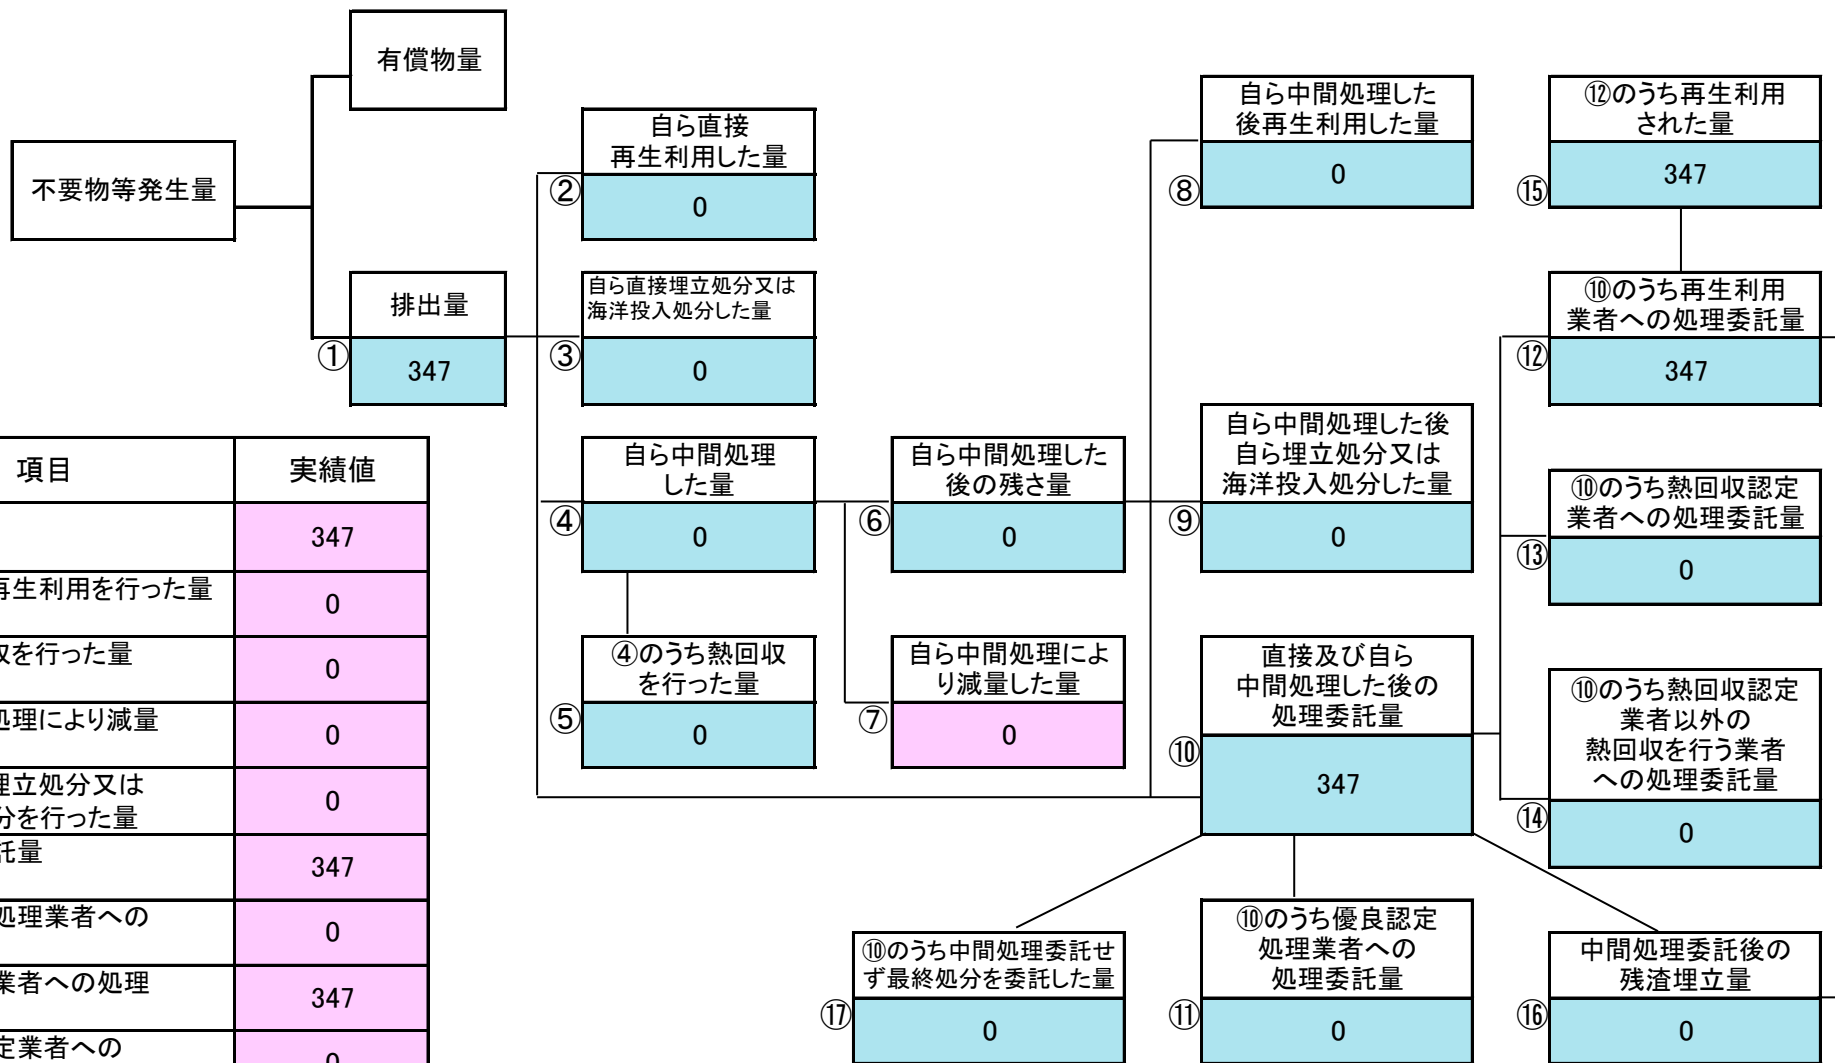 有償物量
不要物等発生量
排出量
①
347
自ら直接
再生利用した量
②
0
自ら直接埋立処分又は
海洋投入処分した量
③
0
自ら中間処理
した量
④
0
④のうち熱回収
を行った量
⑤
0
自ら中間処理した
後の残さ量
⑥
0
自ら中間処理によ
り減量した量
⑦
0
自ら中間処理した
後再生利用した量
⑧
0
自ら中間処理した後
自ら埋立処分又は
海洋投入処分した量
⑨
0
直接及び自ら
中間処理した後の
処理委託量
⑩
347
⑩のうち優良認定
処理業者への
処理委託量
⑪
0
⑫のうち再生利用
された量
⑮
347
⑩のうち再生利用
業者への処理委託量
⑫
347
⑩のうち熱回収認定
業者への処理委託量
⑬
0
⑩のうち熱回収認定
業者以外の
熱回収を行う業者
への処理委託量
⑭
0
中間処理委託後の
残渣埋立量
⑯
0
⑩のうち中間処理委託せ
ず最終処分を委託した量
⑰
0
項目 実績値
347
再生利用を行った量 0
を行った量 0
処理により減量 0
埋立処分又は
分を行った量 0
託量 347
処理業者への 0
業者への処理 347
定業者への 0